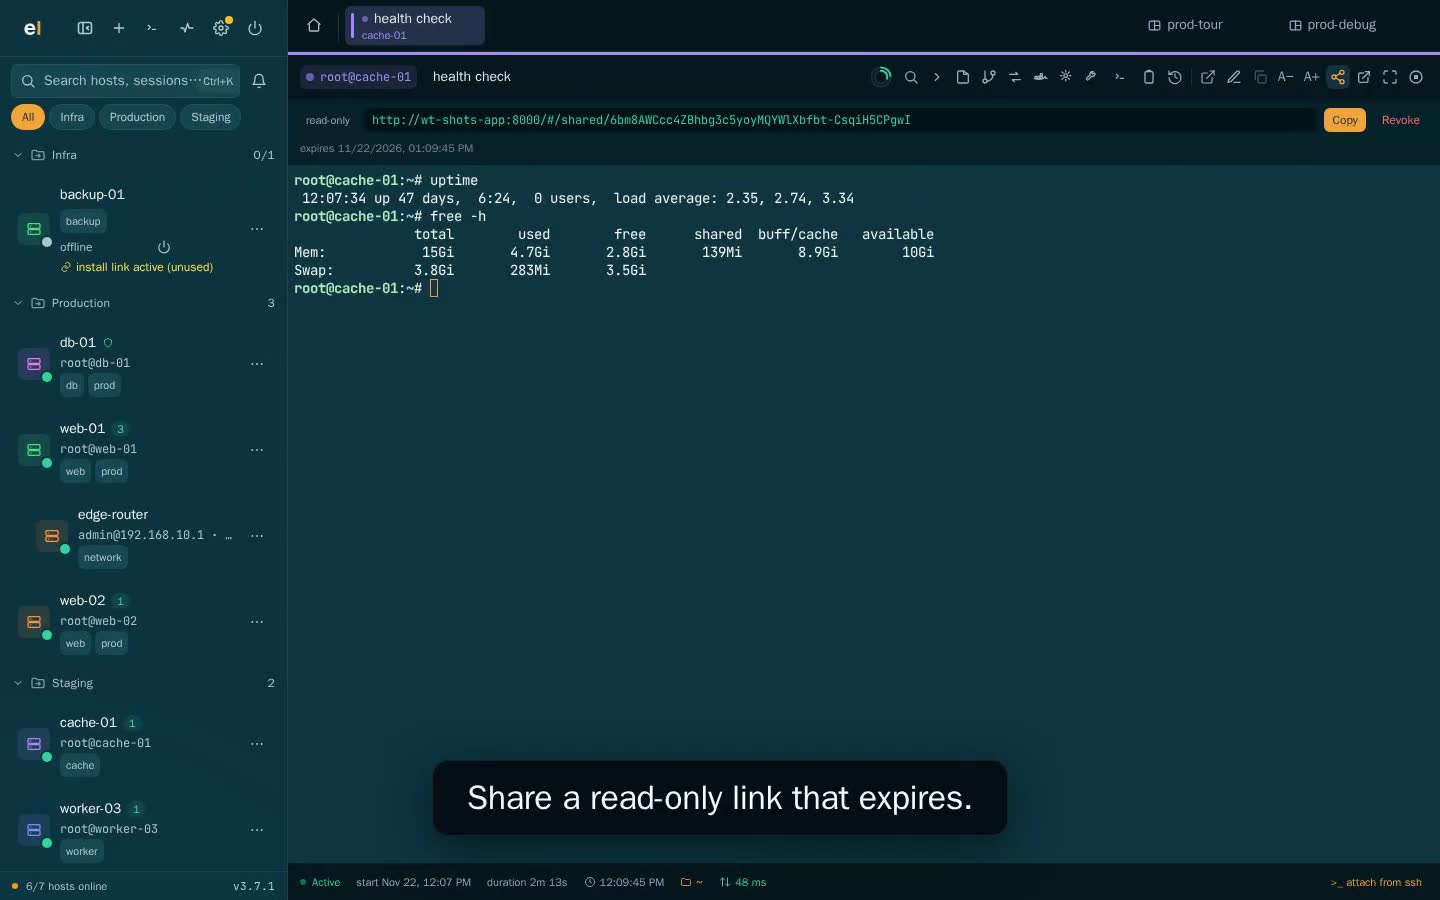 el
Search hosts, sessions··· Ctrl+K
All Infra Production Staging
Infra 0/1
backup-01
backup
offline
install link active (unused)
Production 3
db-01
root@db-01
db prod
web-01 3
root@web-01
web prod
edge-router
admin@192.168.10.1 · …
network
web-02 1
root@web-02
web prod
Staging 2
cache-01 1
root@cache-01
cache
worker-03 1
root@worker-03
worker
6/7 hosts online v3.7.1
health check
cache-01
prod-tour prod-debug
root@cache-01 health check A− A+
read-only http://wt-shots-app:8000/#/shared/6bm8AWCcc4ZBhbg3c5yoyMQYWlXbfbt-CsqiH5CPgwI Copy Revoke
expires 11/22/2026, 01:09:45 PM
root@cache-01:~# uptime
12:07:34 up 47 days, 6:24, 0 users, load average: 2.35, 2.74, 3.34
root@cache-01:~# free -h
total used free shared buff/cache available
Mem: 15Gi 4.7Gi 2.8Gi 139Mi 8.9Gi 10Gi
Swap: 3.8Gi 283Mi 3.5Gi
root@cache-01:~#
Share a read-only link that expires.
Active start Nov 22, 12:07 PM duration 2m 13s 12:09:45 PM ~ 48 ms >_ attach from ssh